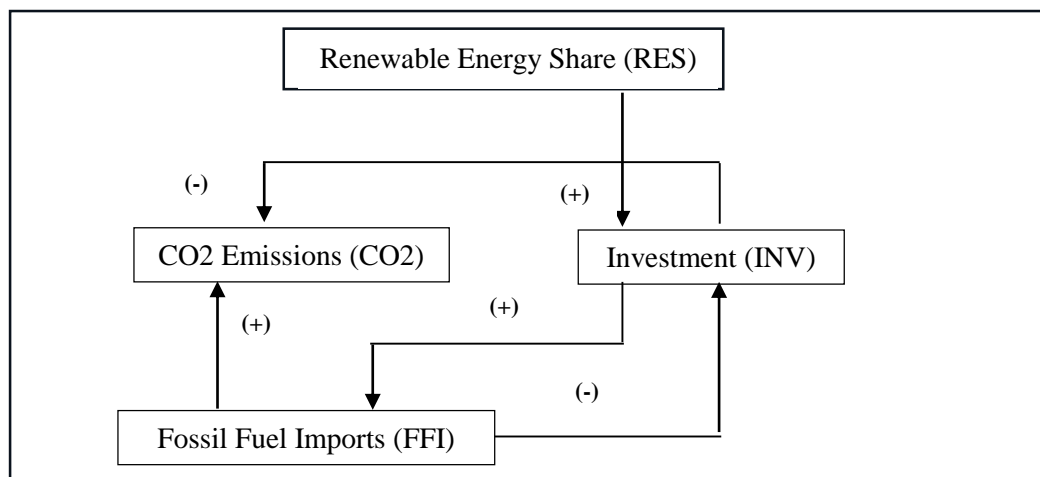 Renewable Energy Share (RES)
(-)
(+)
CO2 Emissions (CO2)
Investment (INV)
(+)
(+)
(-)
Fossil Fuel Imports (FFI)